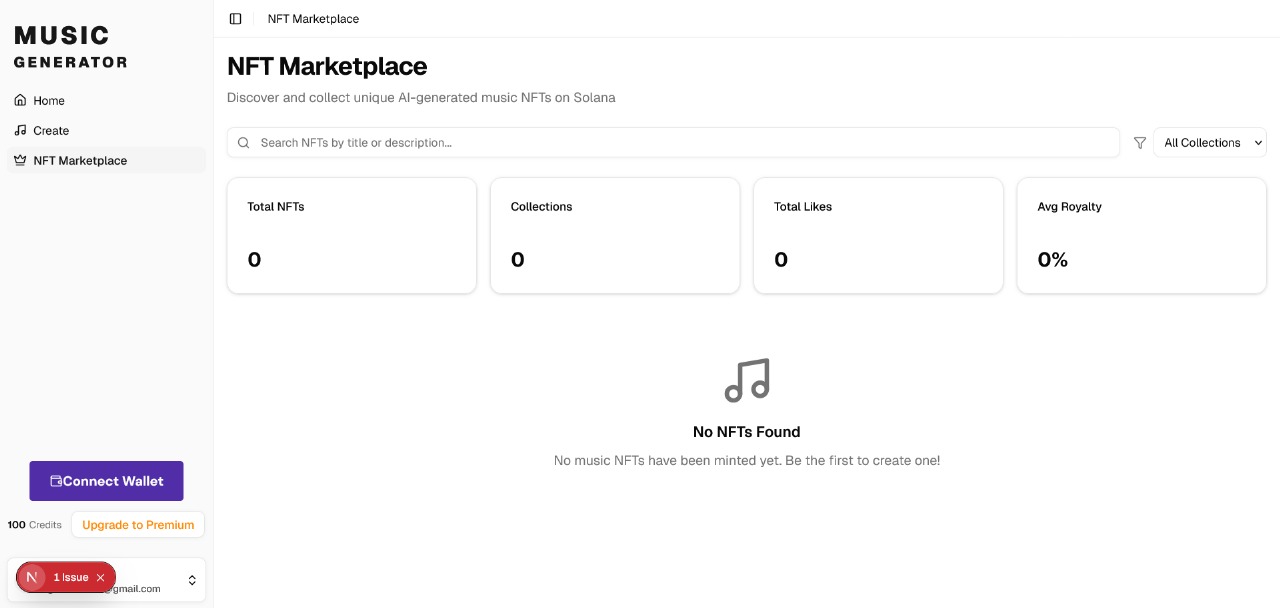 MUSIC
GENERATOR
Home
Create
NFT Marketplace
Connect Wallet
100 Credits
Upgrade to Premium
N 1 Issue
@gmail.com
NFT Marketplace
NFT Marketplace
Discover and collect unique AI-generated music NFTs on Solana
Search NFTs by title or description...
All Collections
Total NFTs
0
Collections
0
Total Likes
0
Avg Royalty
0%
No NFTs Found
No music NFTs have been minted yet. Be the first to create one!